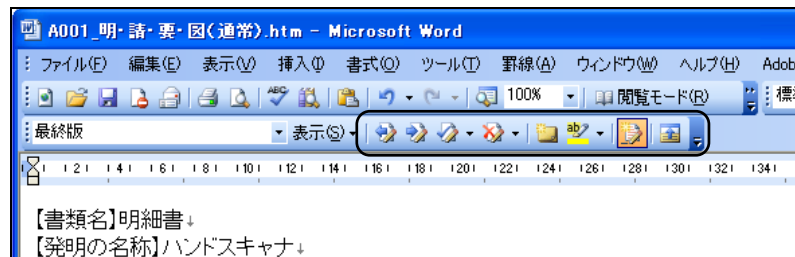 A001_明・請・要・図(通常).htm - Microsoft Word
ファイル(F) 編集(E) 表示(V) 挿入(I) 書式(O) ツール(T) 罫線(A) ウィンドウ(W) ヘルプ(H) Adob
ABC 100% 閲覧モード(R) 標
最終版 表示(S) ab
2 4 6 8 10 12 14 16 18 20 22 24 26 28 30 32 34
【書類名】明細書↓
【発明の名称】ハンドスキャナ↓